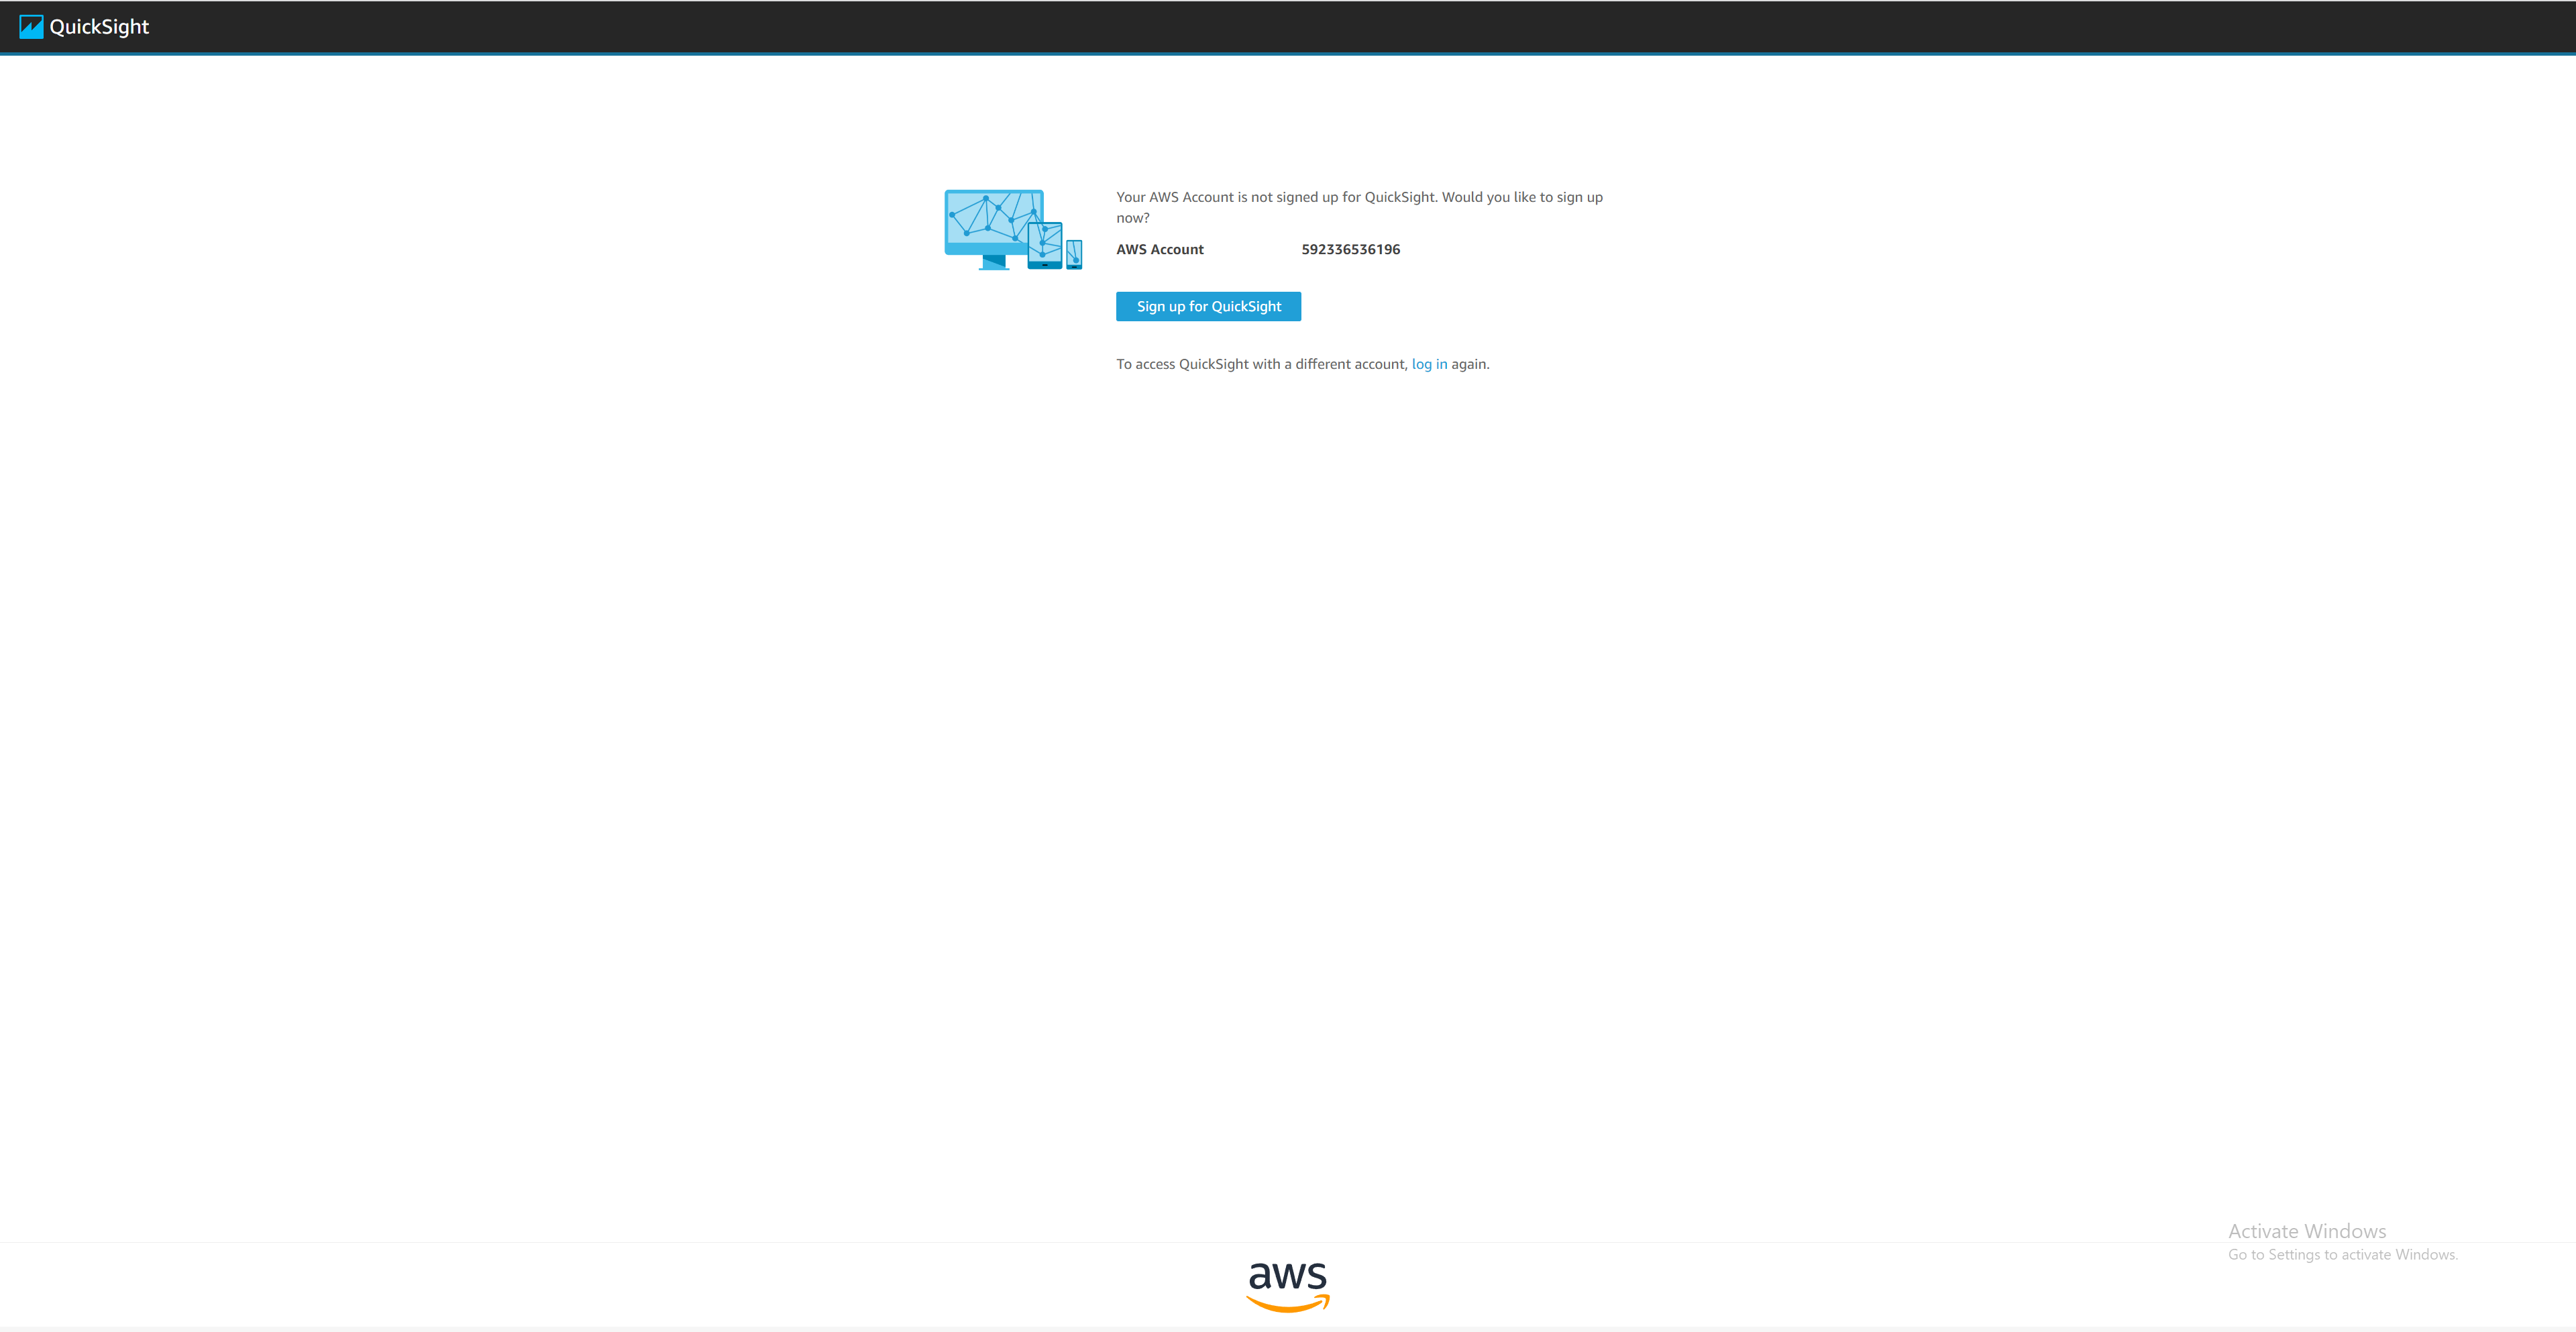 QuickSight
Your AWS Account is not signed up for QuickSight. Would you like to sign up
now?
AWS Account 592336536196
Sign up for QuickSight
To access QuickSight with a different account, log in again.
Activate Windows
Go to Settings to activate Windows.
aws